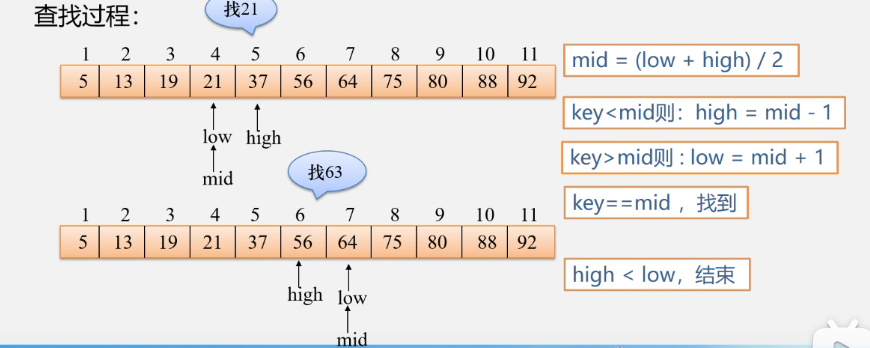 查找过程：
找21
1 2 3 4 5 6 7 8 9 10 11
5 13 19 21 37 56 64 75 80 88 92
low high
mid
找63
1 2 3 4 5 6 7 8 9 10 11
5 13 19 21 37 56 64 75 80 88 92
high low
mid
mid = (low + high) / 2
key<mid则：high = mid - 1
key>mid则 : low = mid + 1
key==mid ，找到
high < low，结束